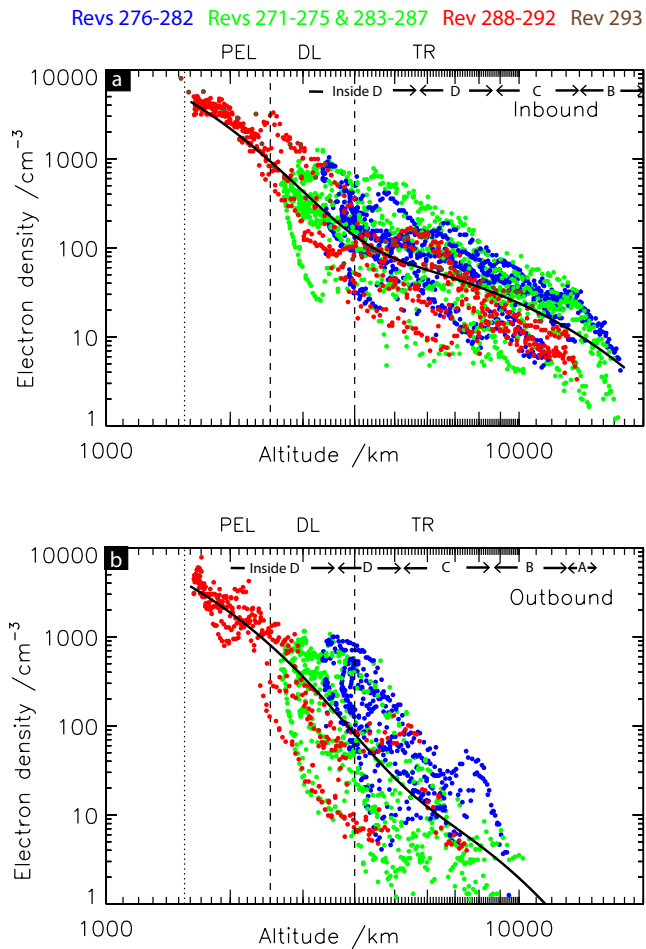 Revs 276-282 Revs 271-275 & 283-287 Rev 288-292 Rev 293
PEL DL TR
a
Inside D D C B
Inbound
10000
1000
100
10
1
Electron density /cm⁻³
1000 10000
Altitude /km
PEL DL TR
b
Inside D D C B A
Outbound
10000
1000
100
10
1
Electron density /cm⁻³
1000 10000
Altitude /km